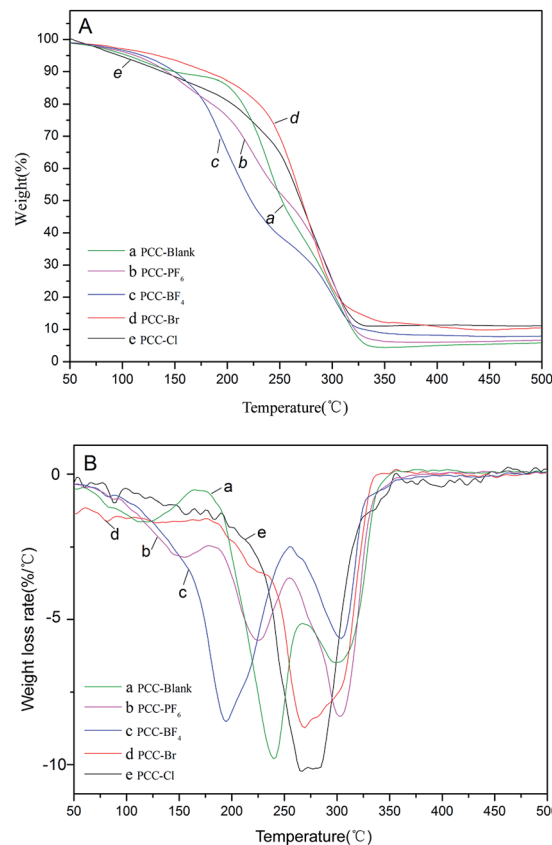 A
100
90
80
70
60
50
40
30
20
10
0
Weight(%)
e
d
c
b
a
a PCC-Blank
b PCC-PF6
c PCC-BF4
d PCC-Br
e PCC-Cl
50 100 150 200 250 300 350 400 450 500
Temperature(℃)
B
0
-5
-10
Weight loss rate(%/℃)
a
e
d
b
c
a PCC-Blank
b PCC-PF6
c PCC-BF4
d PCC-Br
e PCC-Cl
50 100 150 200 250 300 350 400 450 500
Temperature(℃)